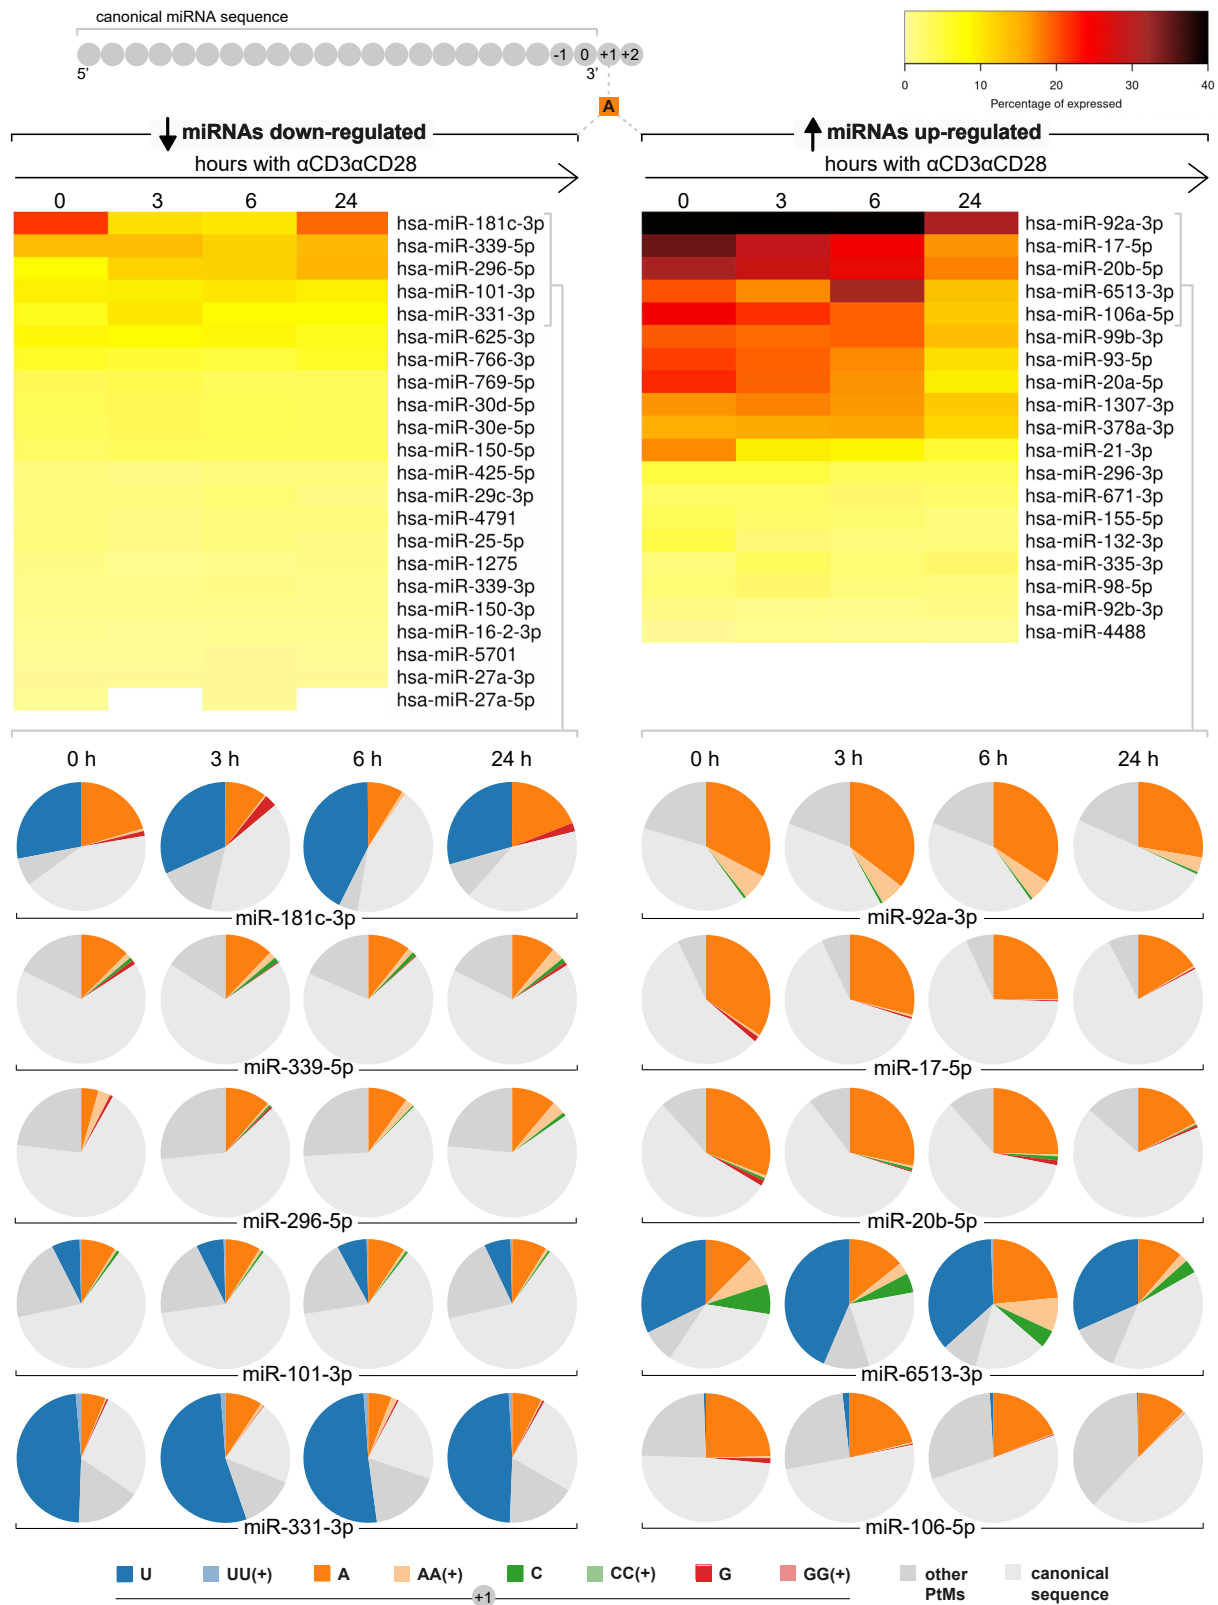 canonical miRNA sequence
-1 0 +1 +2
5' 3'
A
0 10 20 30 40
Percentage of expressed
miRNAs down-regulated
hours with αCD3αCD28
0 3 6 24
hsa-miR-181c-3p
hsa-miR-339-5p
hsa-miR-296-5p
hsa-miR-101-3p
hsa-miR-331-3p
hsa-miR-625-3p
hsa-miR-766-3p
hsa-miR-769-5p
hsa-miR-30d-5p
hsa-miR-30e-5p
hsa-miR-150-5p
hsa-miR-425-5p
hsa-miR-29c-3p
hsa-miR-4791
hsa-miR-25-5p
hsa-miR-1275
hsa-miR-339-3p
hsa-miR-150-3p
hsa-miR-16-2-3p
hsa-miR-5701
hsa-miR-27a-3p
hsa-miR-27a-5p
miRNAs up-regulated
hours with αCD3αCD28
0 3 6 24
hsa-miR-92a-3p
hsa-miR-17-5p
hsa-miR-20b-5p
hsa-miR-6513-3p
hsa-miR-106a-5p
hsa-miR-99b-3p
hsa-miR-93-5p
hsa-miR-20a-5p
hsa-miR-1307-3p
hsa-miR-378a-3p
hsa-miR-21-3p
hsa-miR-296-3p
hsa-miR-671-3p
hsa-miR-155-5p
hsa-miR-132-3p
hsa-miR-335-3p
hsa-miR-98-5p
hsa-miR-92b-3p
hsa-miR-4488
0 h 3 h 6 h 24 h
miR-181c-3p
miR-339-5p
miR-296-5p
miR-101-3p
miR-331-3p
0 h 3 h 6 h 24 h
miR-92a-3p
miR-17-5p
miR-20b-5p
miR-6513-3p
miR-106-5p
U UU(+) A AA(+) C CC(+) G GG(+) other canonical
PtMs sequence
+1